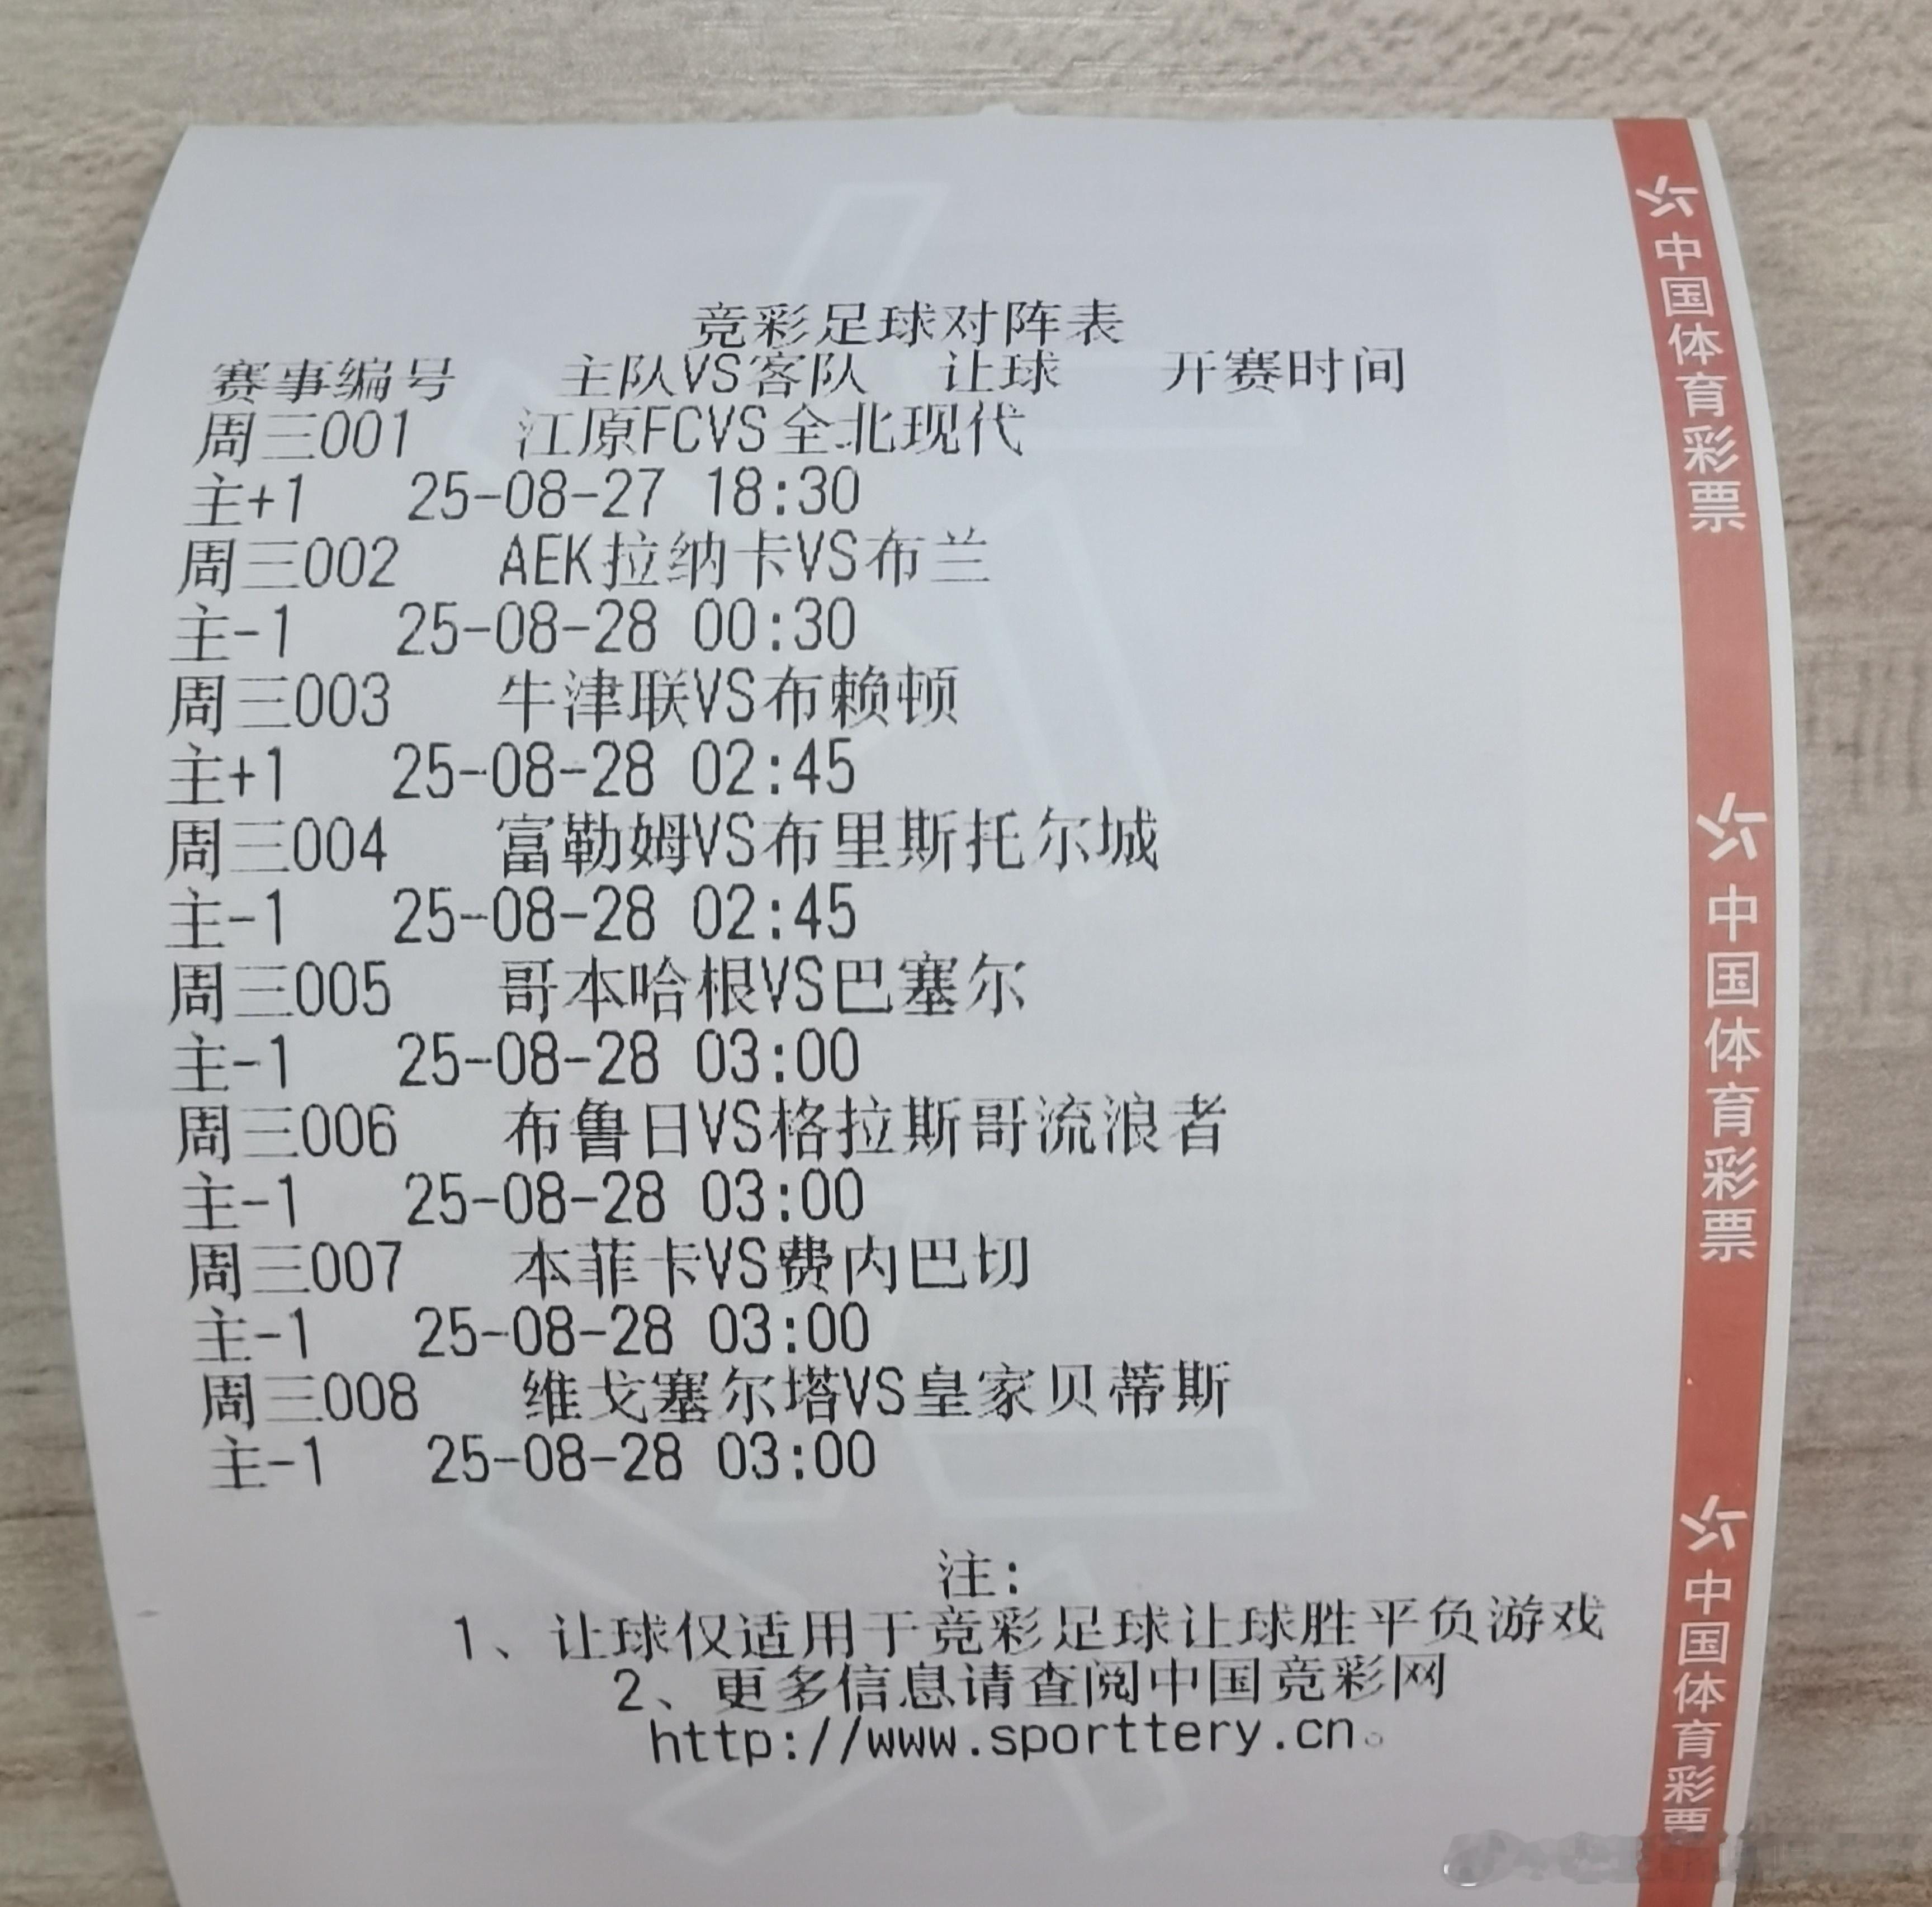 竞彩足球对阵表
赛事编号 主队VS客队 让球 开赛时间
周三001 江原FCVS全北现代
主+1 25-08-27 18:30
周三002 AEK拉纳卡VS布兰
主-1 25-08-28 00:30
周三003 牛津联VS布赖顿
主+1 25-08-28 02:45
周三004 富勒姆VS布里斯托尔城
主-1 25-08-28 02:45
周三005 哥本哈根VS巴塞尔
主-1 25-08-28 03:00
周三006 布鲁日VS格拉斯哥流浪者
主-1 25-08-28 03:00
周三007 本菲卡VS费内巴切
主-1 25-08-28 03:00
周三008 维戈塞尔塔VS皇家贝蒂斯
主-1 25-08-28 03:00
注:
1、让球仅适用于竞彩足球让球胜平负游戏
2、更多信息请查阅中国竞彩网
http://www.sporttery.cn。
中国体育彩票
中国体育彩票
中国体育彩票